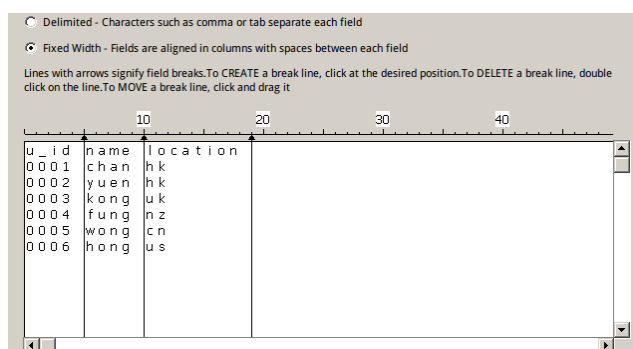 Delimited - Characters such as comma or tab separate each field
Fixed Width - Fields are aligned in columns with spaces between each field
Lines with arrows signify field breaks.To CREATE a break line, click at the desired position.To DELETE a break line, double
click on the line.To MOVE a break line, click and drag it
10 20 30 40
u_id name location
0001 chan hk
0002 yuen hk
0003 kong uk
0004 fung nz
0005 wong cn
0006 hong us